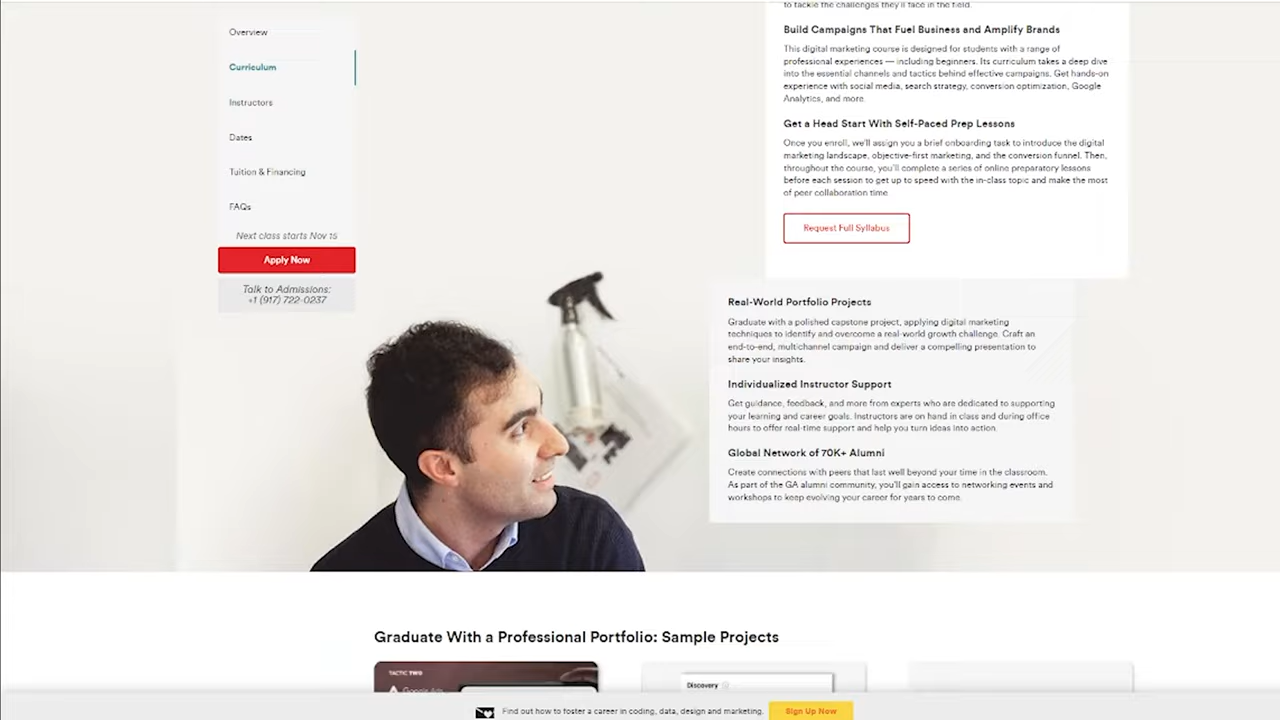 to tackle the challenges they'll face in the field.
Overview
Curriculum
Instructors
Dates
Tuition & Financing
FAQs
Next class starts Nov 15
Apply Now
Talk to Admissions:
+1 (917) 722-0237
Build Campaigns That Fuel Business and Amplify Brands
This digital marketing course is designed for students with a range of
professional experiences — including beginners. Its curriculum takes a deep dive
into the essential channels and tactics behind effective campaigns. Get hands-on
experience with social media, search strategy, conversion optimization, Google
Analytics, and more.
Get a Head Start With Self-Paced Prep Lessons
Once you enroll, we'll assign you a brief onboarding task to introduce the digital
marketing landscape, objective-first marketing, and the conversion funnel. Then,
throughout the course, you'll complete a series of online preparatory lessons
before each session to get up to speed with the in-class topic and make the most
of peer collaboration time
Request Full Syllabus
Real-World Portfolio Projects
Graduate with a polished capstone project, applying digital marketing
techniques to identify and overcome a real-world growth challenge. Craft an
end-to-end, multichannel campaign and deliver a compelling presentation to
share your insights.
Individualized Instructor Support
Get guidance, feedback, and more from experts who are dedicated to supporting
your learning and career goals. Instructors are on hand in class and during office
hours to offer real-time support and help you turn ideas into action.
Global Network of 70K+ Alumni
Create connections with peers that last well beyond your time in the classroom.
As part of the GA alumni community, you'll gain access to networking events and
workshops to keep evolving your career for years to come.
Graduate With a Professional Portfolio: Sample Projects
TACTIC TWO
Google Ads
Discovery
Find out how to foster a career in coding, data, design and marketing.
Sign Up Now